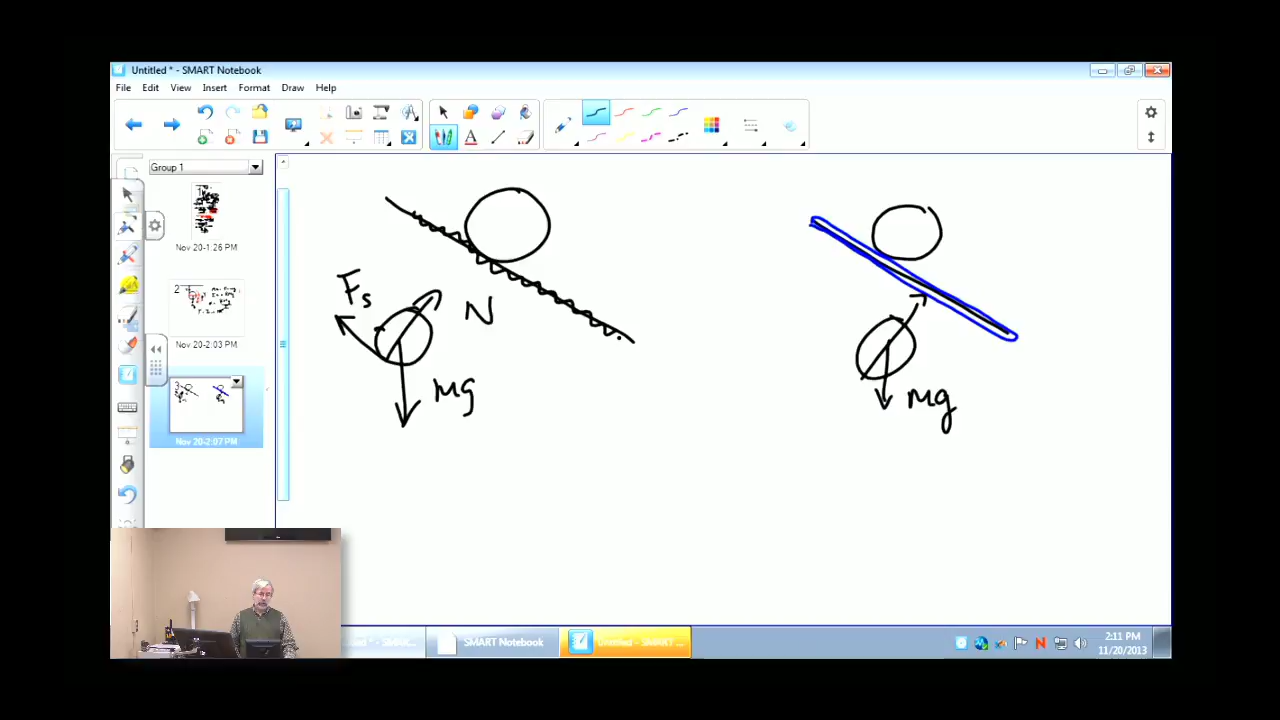 Untitled * - SMART Notebook
File Edit View Insert Format Draw Help
Group 1
Nov 20-1:26 PM
Nov 20-2:03 PM
Nov 20-2:07 PM
Fs
N
Mg
Mg
SMART Notebook
Untitled - SMART ...
2:11 PM
11/20/2013